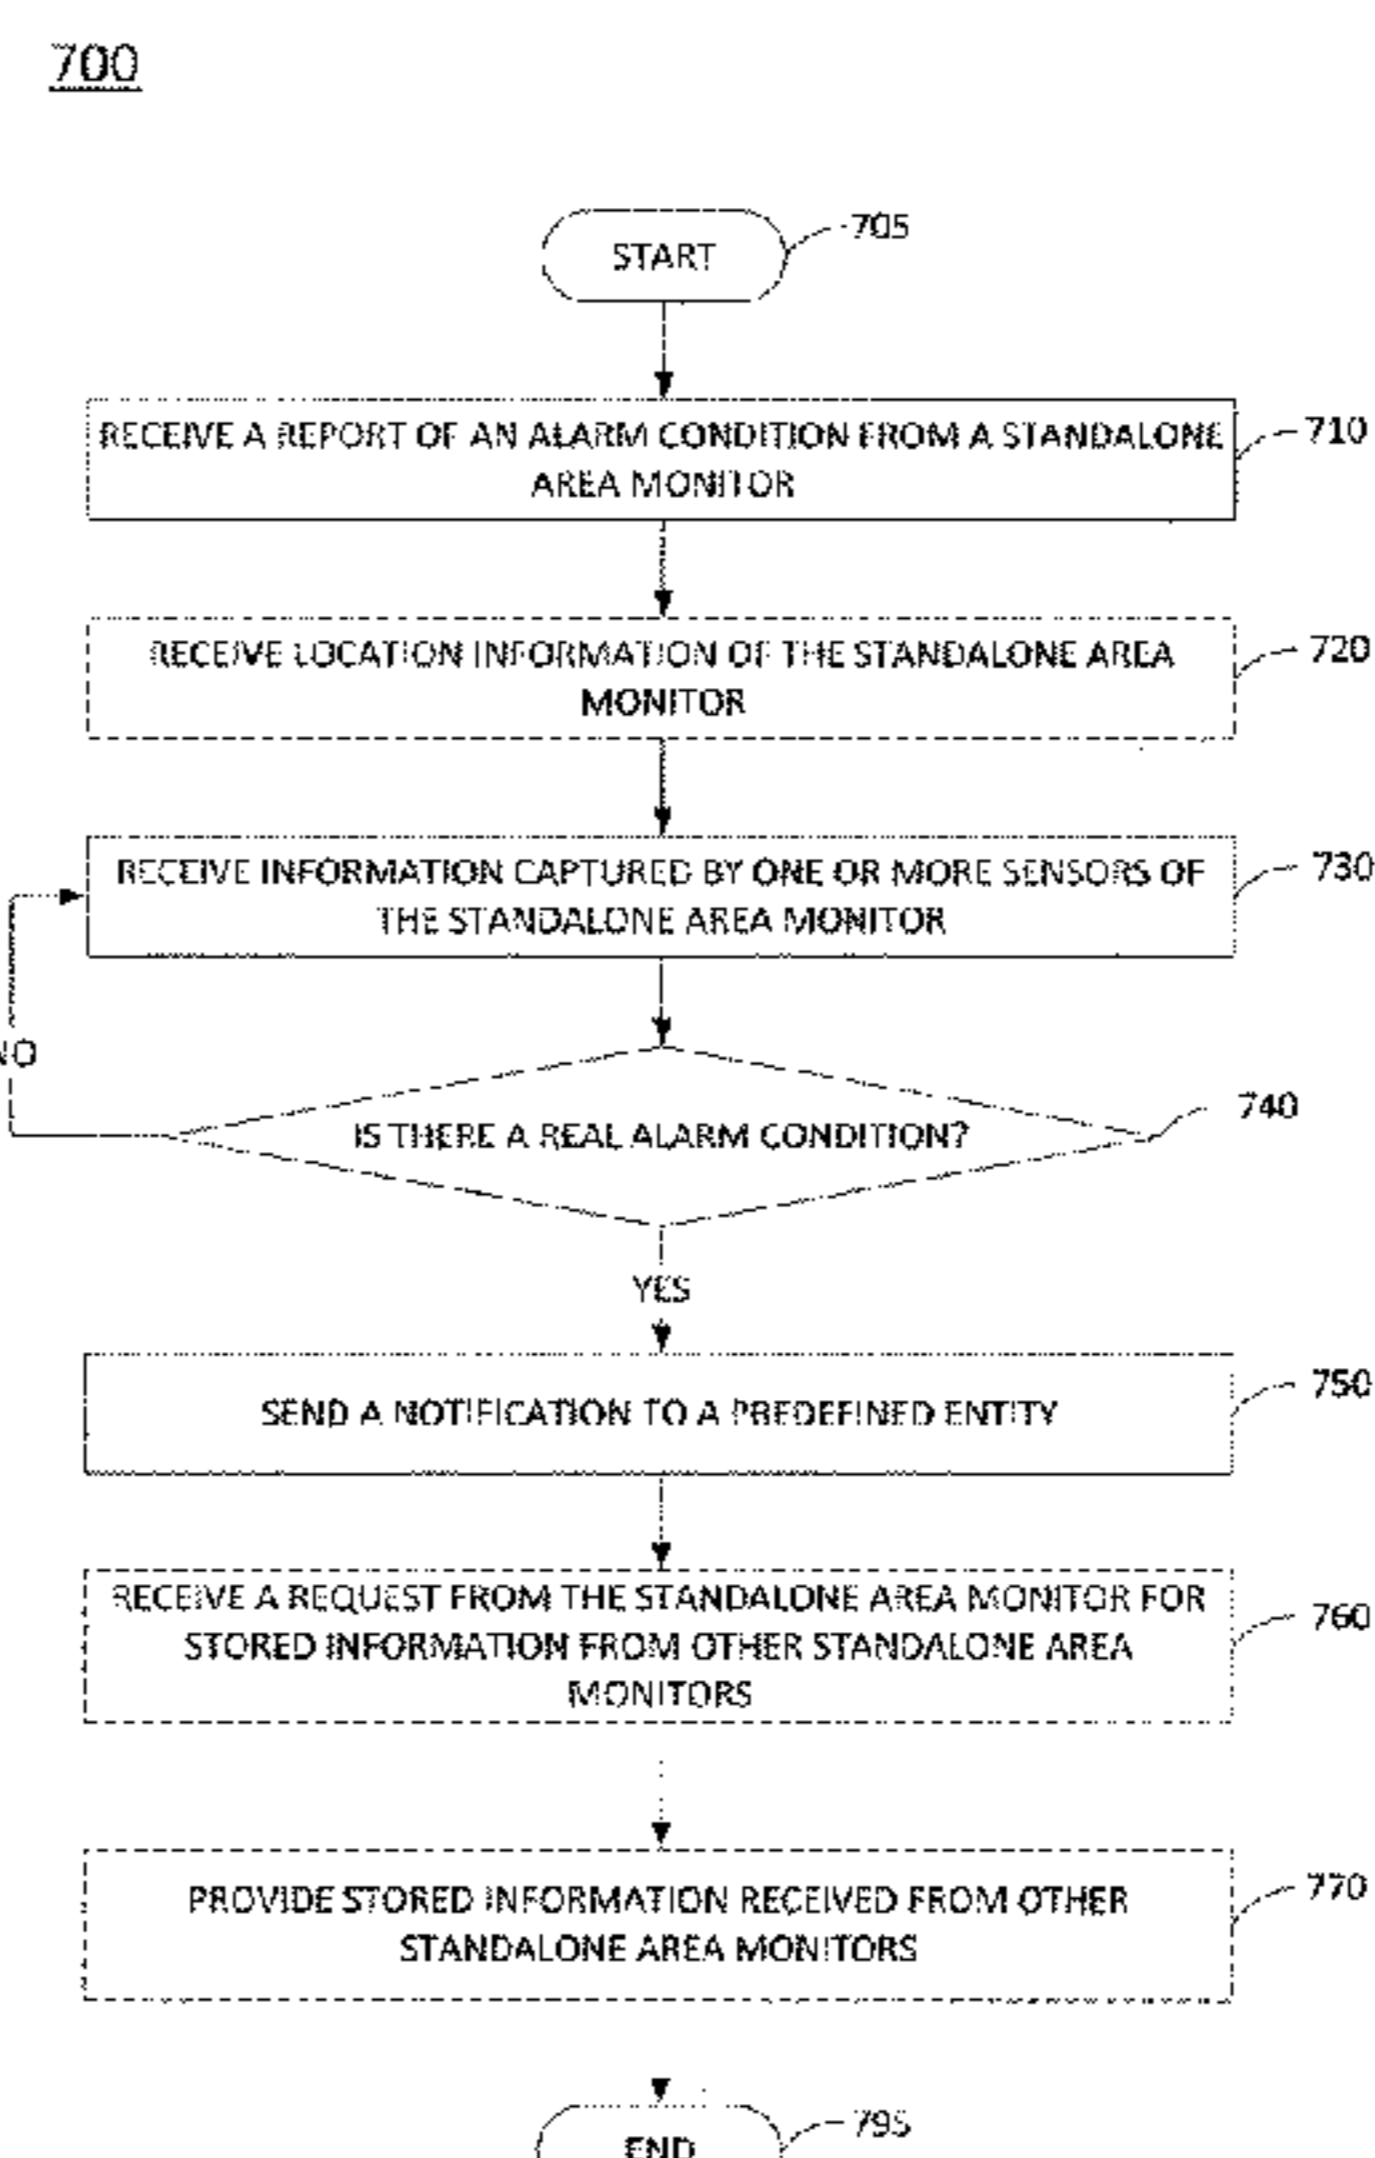 700
START
705
RECEIVE A REPORT OF AN ALARM CONDITION FROM A STANDALONE
AREA MONITOR
710
RECEIVE LOCATION INFORMATION OF THE STANDALONE AREA
MONITOR
720
RECEIVE INFORMATION CAPTURED BY ONE OR MORE SENSORS OF
THE STANDALONE AREA MONITOR
730
NO
IS THERE A REAL ALARM CONDITION?
740
YES
SEND A NOTIFICATION TO A PREDEFINED ENTITY
750
RECEIVE A REQUEST FROM THE STANDALONE AREA MONITOR FOR
STORED INFORMATION FROM OTHER STANDALONE AREA
MONITORS
760
PROVIDE STORED INFORMATION RECEIVED FROM OTHER
STANDALONE AREA MONITORS
770
END
795